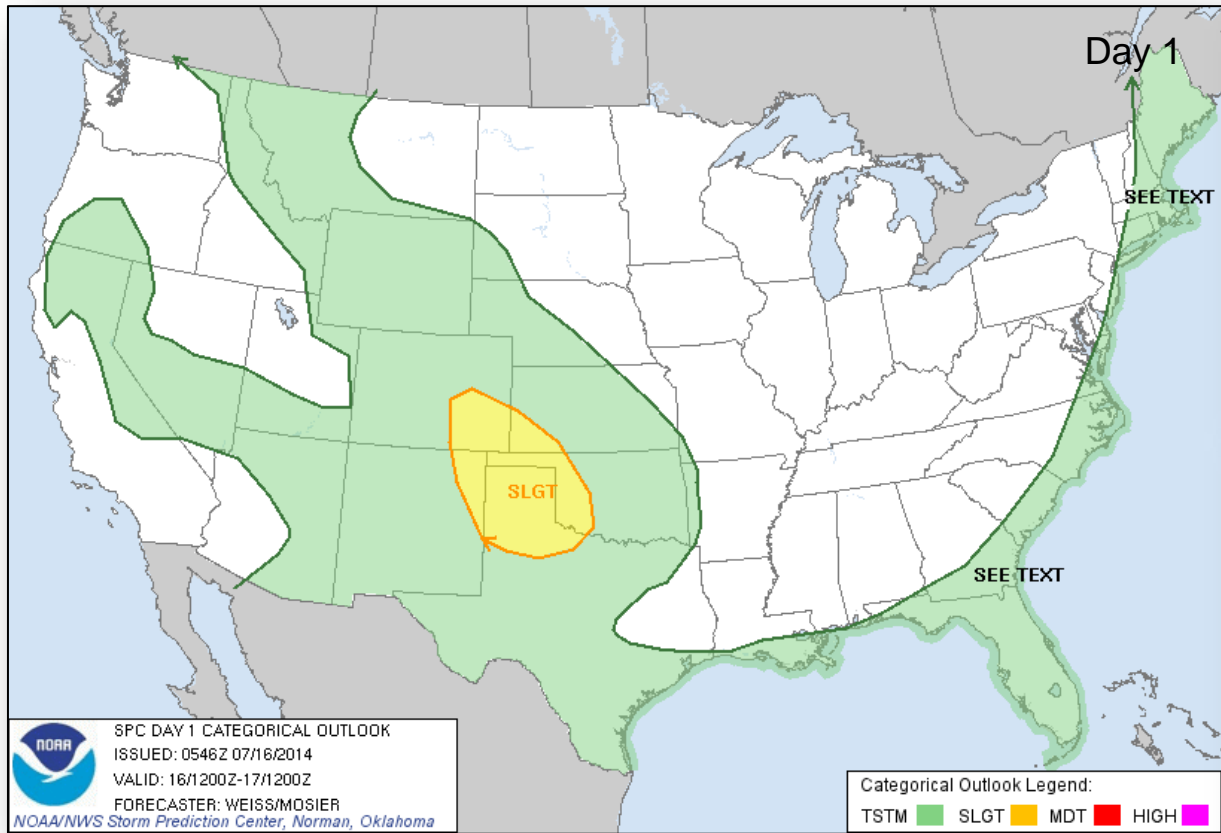 Day 1
SEE TEXT
SLGT
SEE TEXT
NOAA
SPC DAY 1 CATEGORICAL OUTLOOK
ISSUED: 0546Z 07/16/2014
VALID: 16/1200Z-17/1200Z
FORECASTER: WEISS/MOSIER
NOAA/NWS Storm Prediction Center, Norman, Oklahoma
Categorical Outlook Legend:
TSTM SLGT MDT HIGH